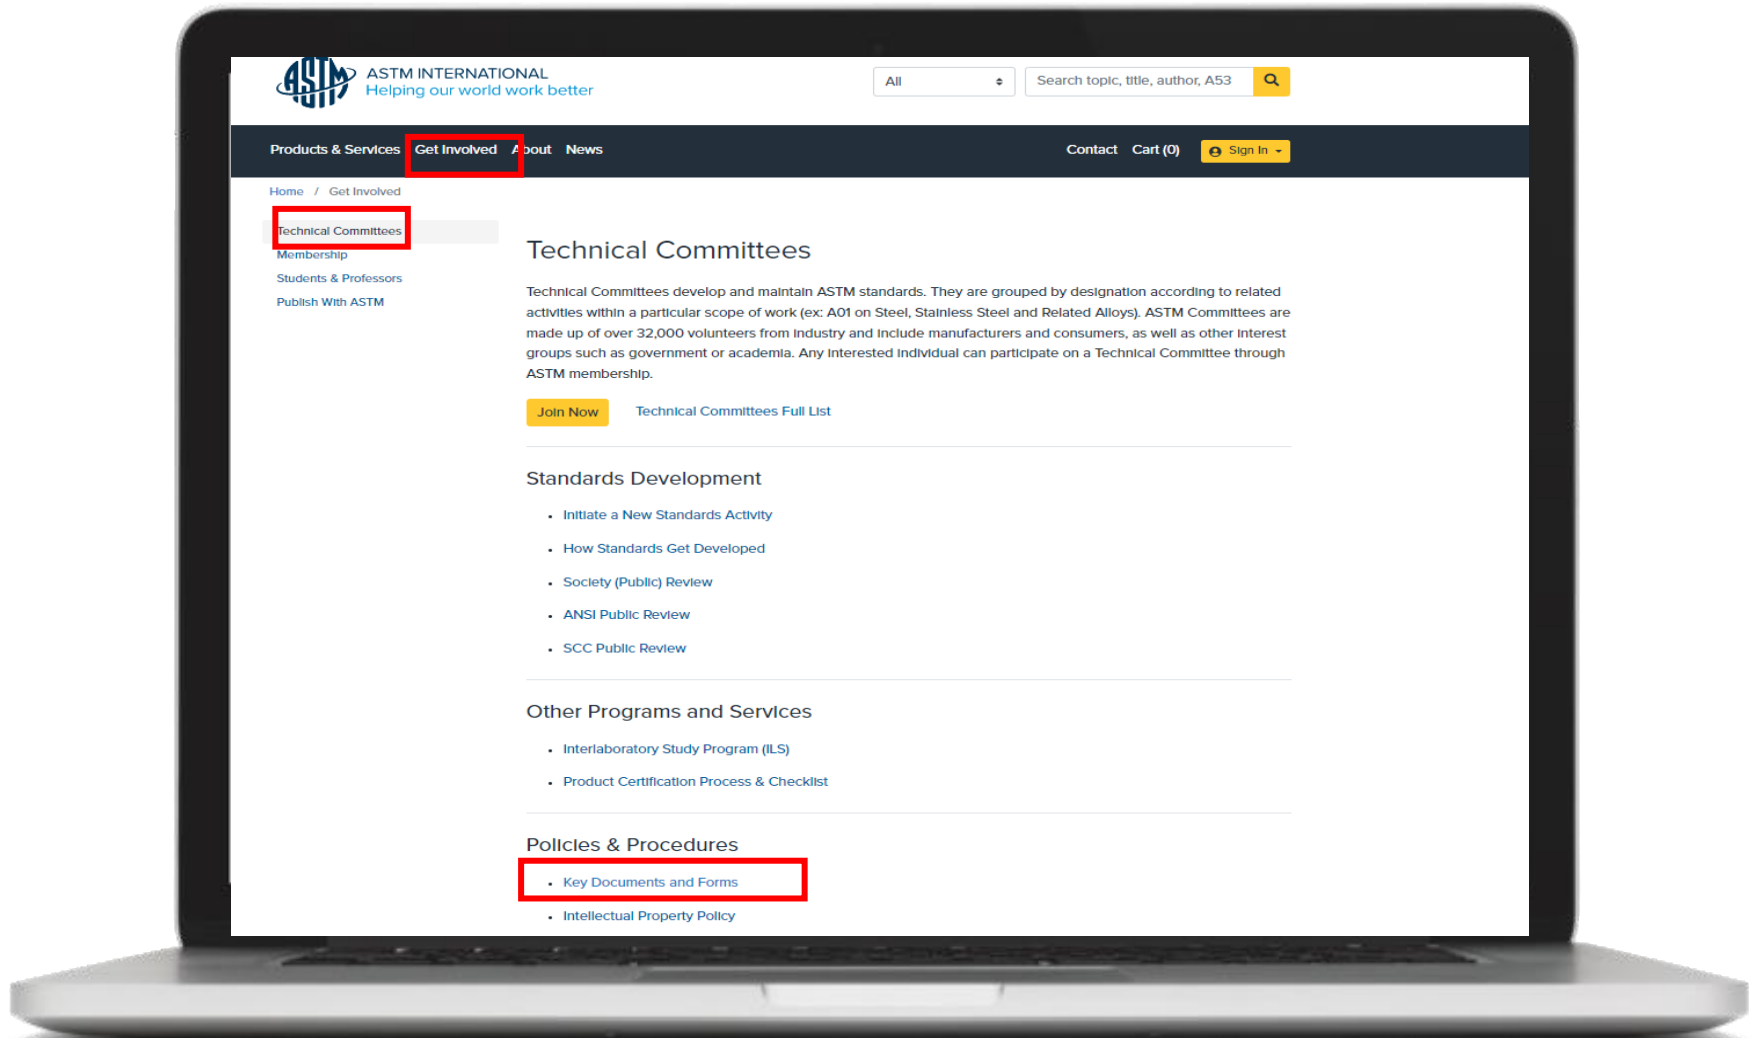 ASTM
ASTM INTERNATIONAL
Helping our world work better
All
Search topic, title, author, A53
Products & Services Get Involved About News
Contact Cart (0) Sign In
Home / Get Involved
Technical Committees
Membership
Students & Professors
Publish With ASTM
Technical Committees
Technical Committees develop and maintain ASTM standards. They are grouped by designation according to related
activities within a particular scope of work (ex: A01 on Steel, Stainless Steel and Related Alloys). ASTM Committees are
made up of over 32,000 volunteers from industry and include manufacturers and consumers, as well as other interest
groups such as government or academia. Any interested individual can participate on a Technical Committee through
ASTM membership.
Join Now Technical Committees Full List
Standards Development
• Initiate a New Standards Activity
• How Standards Get Developed
• Society (Public) Review
• ANSI Public Review
• SCC Public Review
Other Programs and Services
• Interlaboratory Study Program (ILS)
• Product Certification Process & Checklist
Policies & Procedures
• Key Documents and Forms
• Intellectual Property Policy